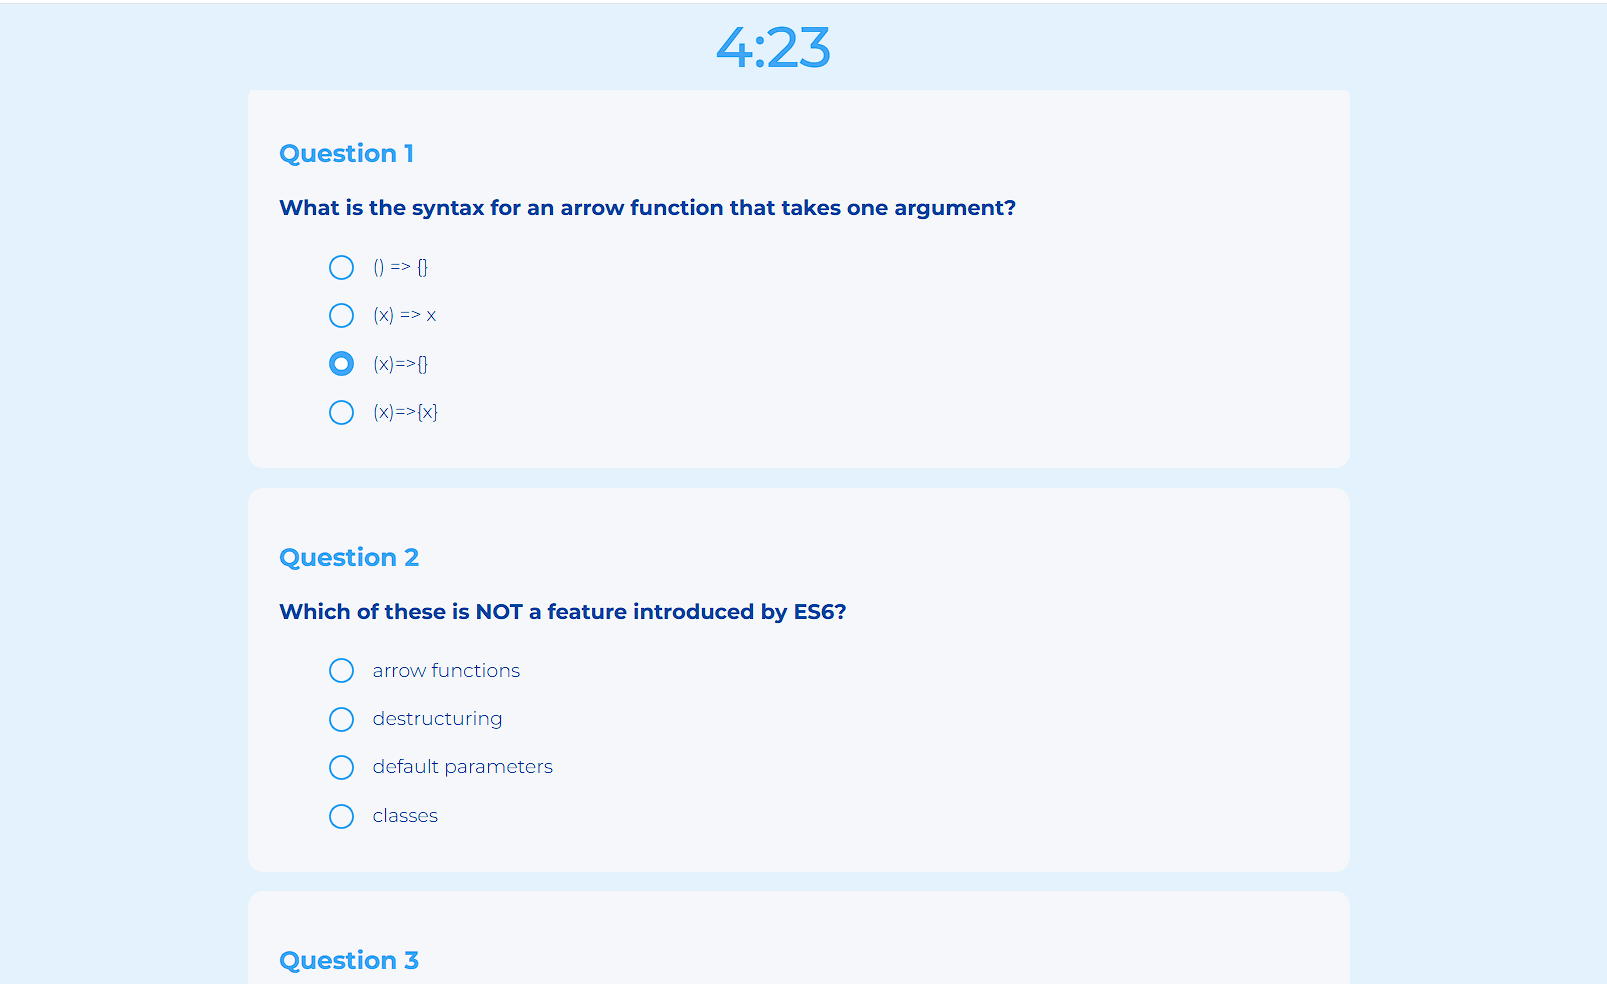 4:23
Question 1
What is the syntax for an arrow function that takes one argument?
() => {}
(x) => x
(x)=>{}
(x)=>{x}
Question 2
Which of these is NOT a feature introduced by ES6?
arrow functions
destructuring
default parameters
classes
Question 3